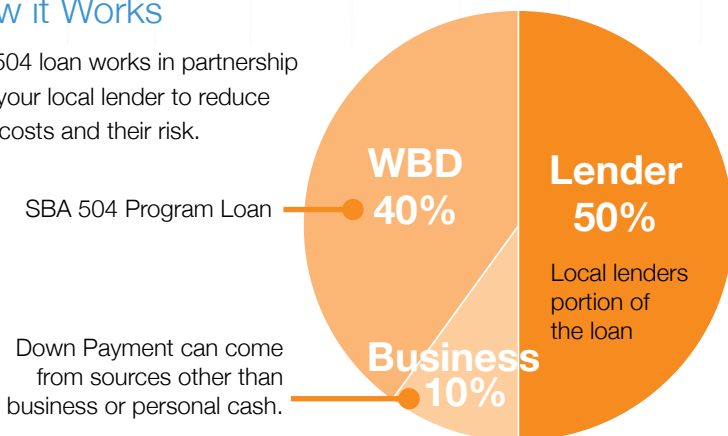 w it Works
504 loan works in partnership
your local lender to reduce
costs and their risk.
WBD
40%
Lender
50%
SBA 504 Program Loan
Local lenders
portion of
the loan
Down Payment can come
from sources other than
business or personal cash.
Business
10%